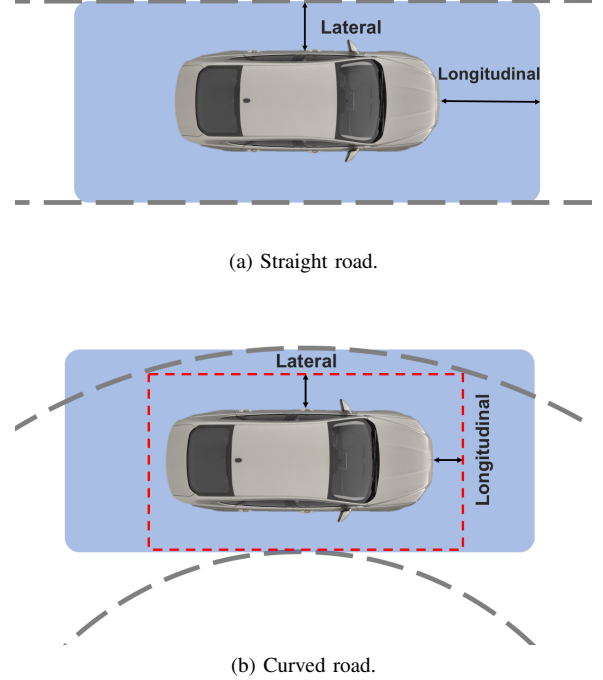 Lateral
Longitudinal
(a) Straight road.
Lateral
Longitudinal
(b) Curved road.